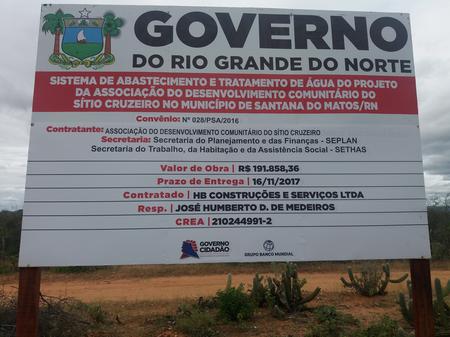 GOVERNO
DO RIO GRANDE DO NORTE
SISTEMA DE ABASTECIMENTO E TRATAMENTO DE ÁGUA DO PROJETO
DA ASSOCIAÇÃO DO DESENVOLVIMENTO COMUNITÁRIO DO
SÍTIO CRUZEIRO NO MUNICÍPIO DE SANTANA DO MATOS/RN
Convênio: Nº 028/PSA/2016
Contratante: ASSOCIAÇÃO DO DESENVOLVIMENTO COMUNITÁRIO DO SÍTIO CRUZEIRO
Secretaria: Secretaria do Planejamento e das Finanças - SEPLAN
Secretaria do Trabalho, da Habitação e da Assistência Social - SETHAS
Valor de Obra | R$ 191.858,36
Prazo de Entrega | 16/11/2017
Contratado | HB CONSTRUÇÕES E SERVIÇOS LTDA
Resp. | JOSÉ HUMBERTO D. DE MEDEIROS
CREA | 210244991-2
GOVERNO
CIDADÃO
GRUPO BANCO MUNDIAL